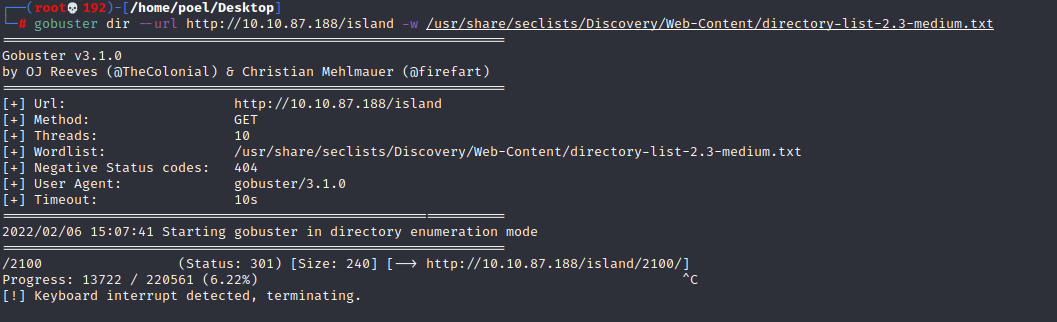 ┌──(root💀192)-[/home/poel/Desktop]
└─# gobuster dir --url http://10.10.87.188/island -w /usr/share/seclists/Discovery/Web-Content/directory-list-2.3-medium.txt
===============================================================
Gobuster v3.1.0
by OJ Reeves (@TheColonial) & Christian Mehlmauer (@firefart)
===============================================================
[+] Url:                     http://10.10.87.188/island
[+] Method:                  GET
[+] Threads:                 10
[+] Wordlist:                /usr/share/seclists/Discovery/Web-Content/directory-list-2.3-medium.txt
[+] Negative Status codes:   404
[+] User Agent:              gobuster/3.1.0
[+] Timeout:                 10s
===============================================================
2022/02/06 15:07:41 Starting gobuster in directory enumeration mode
===============================================================
/2100                 (Status: 301) [Size: 240] [--> http://10.10.87.188/island/2100/]
Progress: 13722 / 220561 (6.22%)                                                     ^C
[!] Keyboard interrupt detected, terminating.